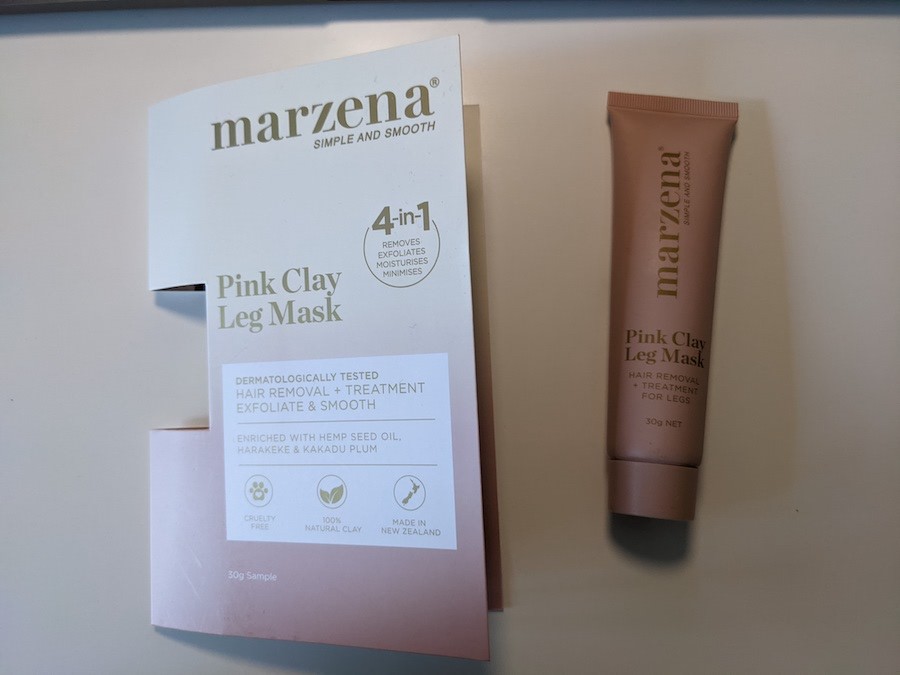 marzena®
SIMPLE AND SMOOTH
4-in-1
REMOVES
EXFOLIATES
MOISTURISES
MINIMISES
Pink Clay
Leg Mask
DERMATOLOGICALLY TESTED
HAIR REMOVAL + TREATMENT
EXFOLIATE & SMOOTH
ENRICHED WITH HEMP SEED OIL,
HARAKEKE & KAKADU PLUM
CRUELTY
FREE
100%
NATURAL CLAY
MADE IN
NEW ZEALAND
30g Sample
marzena®
SIMPLE AND SMOOTH
Pink Clay
Leg Mask
HAIR REMOVAL
+ TREATMENT
FOR LEGS
30g NET